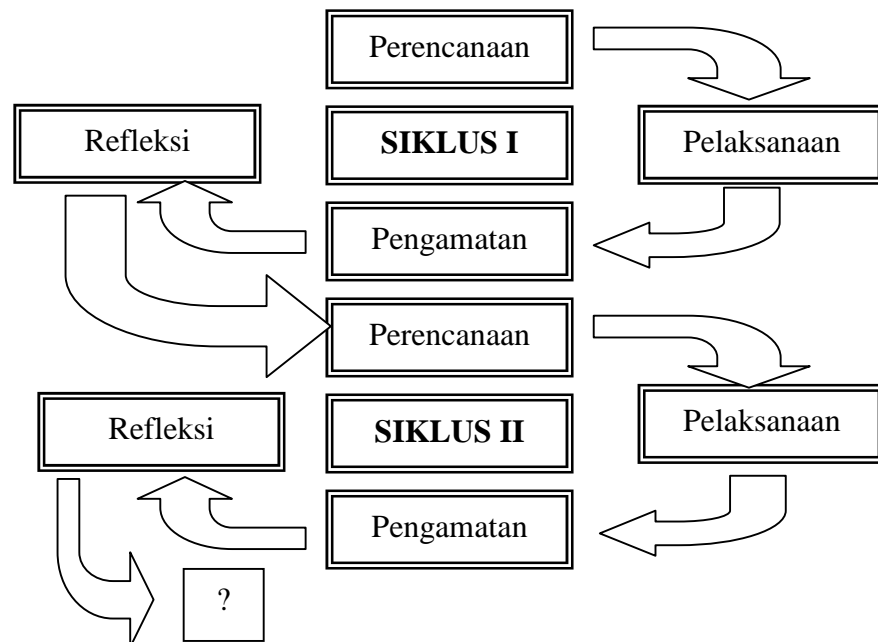 Perencanaan
Refleksi
SIKLUS I
Pelaksanaan
Pengamatan
Perencanaan
Refleksi
SIKLUS II
Pelaksanaan
Pengamatan
?